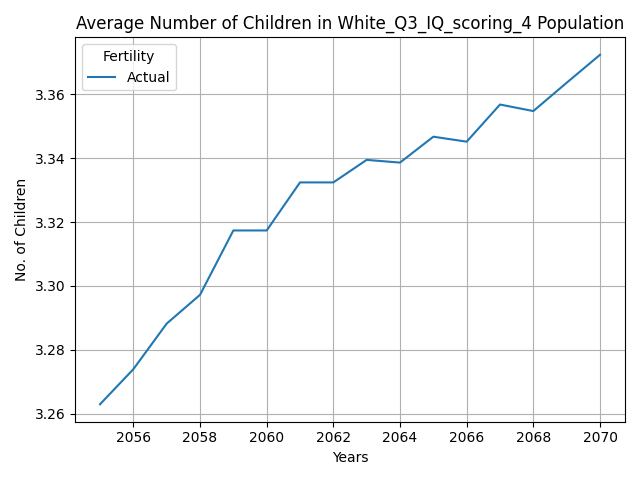 Average Number of Children in White_Q3_IQ_scoring_4 Population
Fertility
Actual
No. of Children
3.36
3.34
3.32
3.30
3.28
3.26
2056 2058 2060 2062 2064 2066 2068 2070
Years